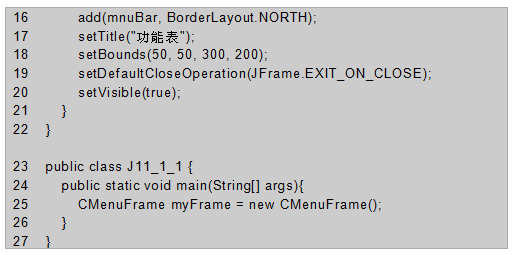 16 add(mnuBar, BorderLayout.NORTH);
17 setTitle("功能表");
18 setBounds(50, 50, 300, 200);
19 setDefaultCloseOperation(JFrame.EXIT_ON_CLOSE);
20 setVisible(true);
21 }
22 }
23 public class J11_1_1 {
24 public static void main(String[] args){
25 CMenuFrame myFrame = new CMenuFrame();
26 }
27 }